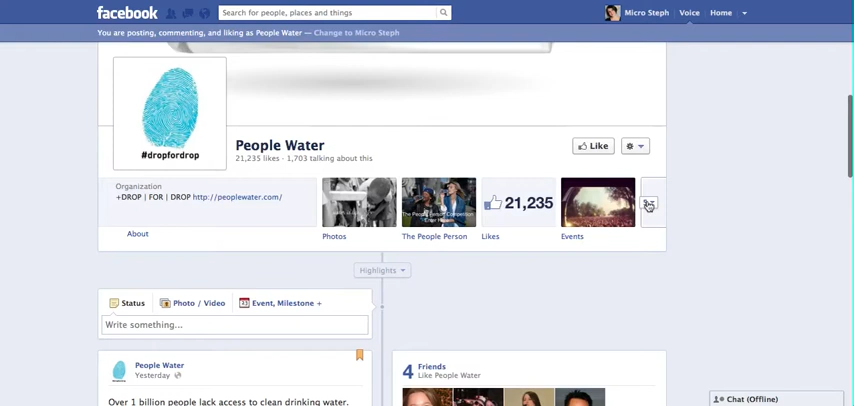 facebook
Search for people, places and things
Micro Steph
Voice
Home
You are posting, commenting, and liking as People Water — Change to Micro Steph
#dropfordrop
People Water
21,235 likes · 1,703 talking about this
Like
Organization
+DROP | FOR | DROP http://peoplewater.com/
About
The People Person Competition
21,235
Photos
The People Person
Likes
Events
Highlights
Status
Photo / Video
Event, Milestone +
Write something...
People Water
Yesterday
Over 1 billion people lack access to clean drinking water.
4 Friends
Like People Water
Chat (Offline)